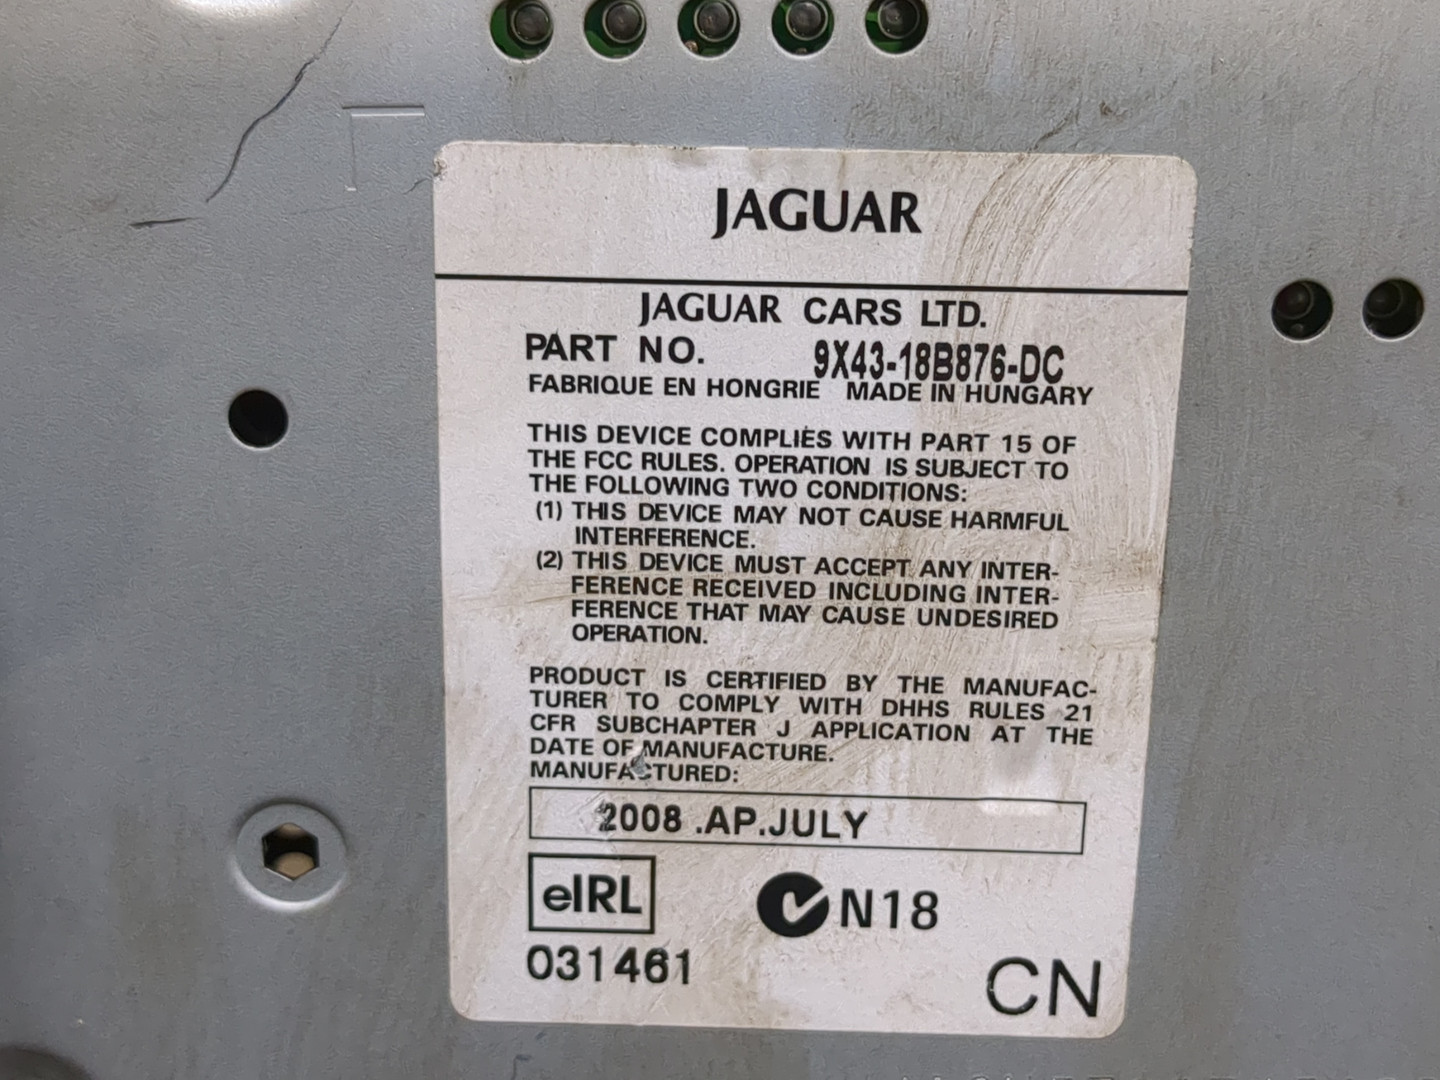 JAGUAR
JAGUAR CARS LTD.
PART NO. 9X43-18B876-DC
FABRIQUE EN HONGRIE MADE IN HUNGARY
THIS DEVICE COMPLIES WITH PART 15 OF
THE FCC RULES. OPERATION IS SUBJECT TO
THE FOLLOWING TWO CONDITIONS:
(1) THIS DEVICE MAY NOT CAUSE HARMFUL
INTERFERENCE.
(2) THIS DEVICE MUST ACCEPT ANY INTER-
FERENCE RECEIVED INCLUDING INTER-
FERENCE THAT MAY CAUSE UNDESIRED
OPERATION.
PRODUCT IS CERTIFIED BY THE MANUFAC-
TURER TO COMPLY WITH DHHS RULES 21
CFR SUBCHAPTER J APPLICATION AT THE
DATE OF MANUFACTURE.
MANUFACTURED:
2008 .AP.JULY
eIRL
N18
031461
CN